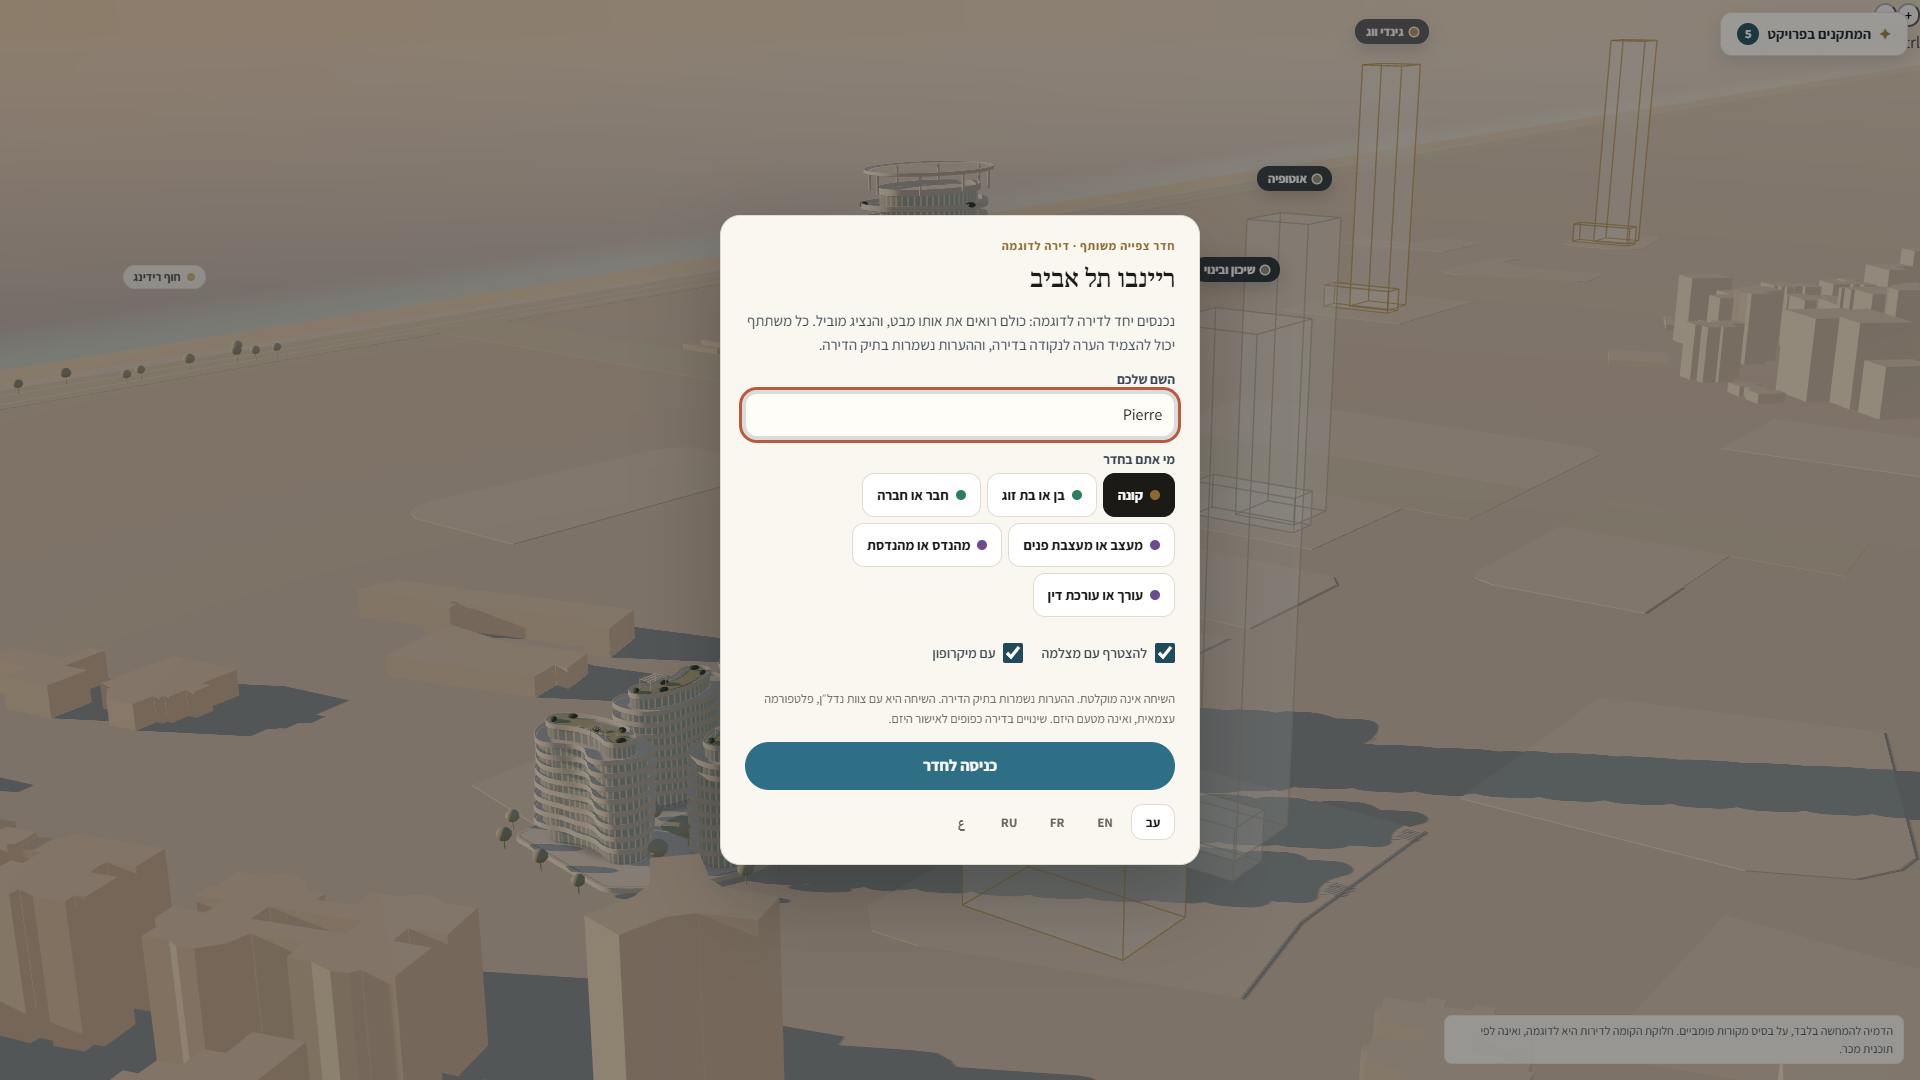 המתקנים בפרויקט
5
גינדי ווג
אוטופיה
שיכון ובינוי
חוף רידינג
חדר צפייה משותף · דירה לדוגמה
ריינבו תל אביב
נכנסים יחד לדירה לדוגמה: כולם רואים את אותו מבט, והנציג מוביל. כל משתתף
יכול להצמיד הערה לנקודה בדירה, וההערות נשמרות בתיק הדירה.
השם שלכם
Pierre
מי אתם בחדר
קונה
בן או בת זוג
חבר או חברה
מעצב או מעצבת פנים
מהנדס או מהנדסת
עורך או עורכת דין
להצטרף עם מצלמה
עם מיקרופון
השיחה אינה מוקלטת. ההערות נשמרות בתיק הדירה. השיחה היא עם צוות נדל״ן, פלטפורמה
עצמאית, ואינה מטעם היזם. שינויים בדירה כפופים לאישור היזם.
כניסה לחדר
עב
EN
FR
RU
ع
הדמיה להמחשה בלבד, על בסיס מקורות פומביים. חלוקת הקומה לדירות היא לדוגמה, ואינה לפי
תוכנית מכר.